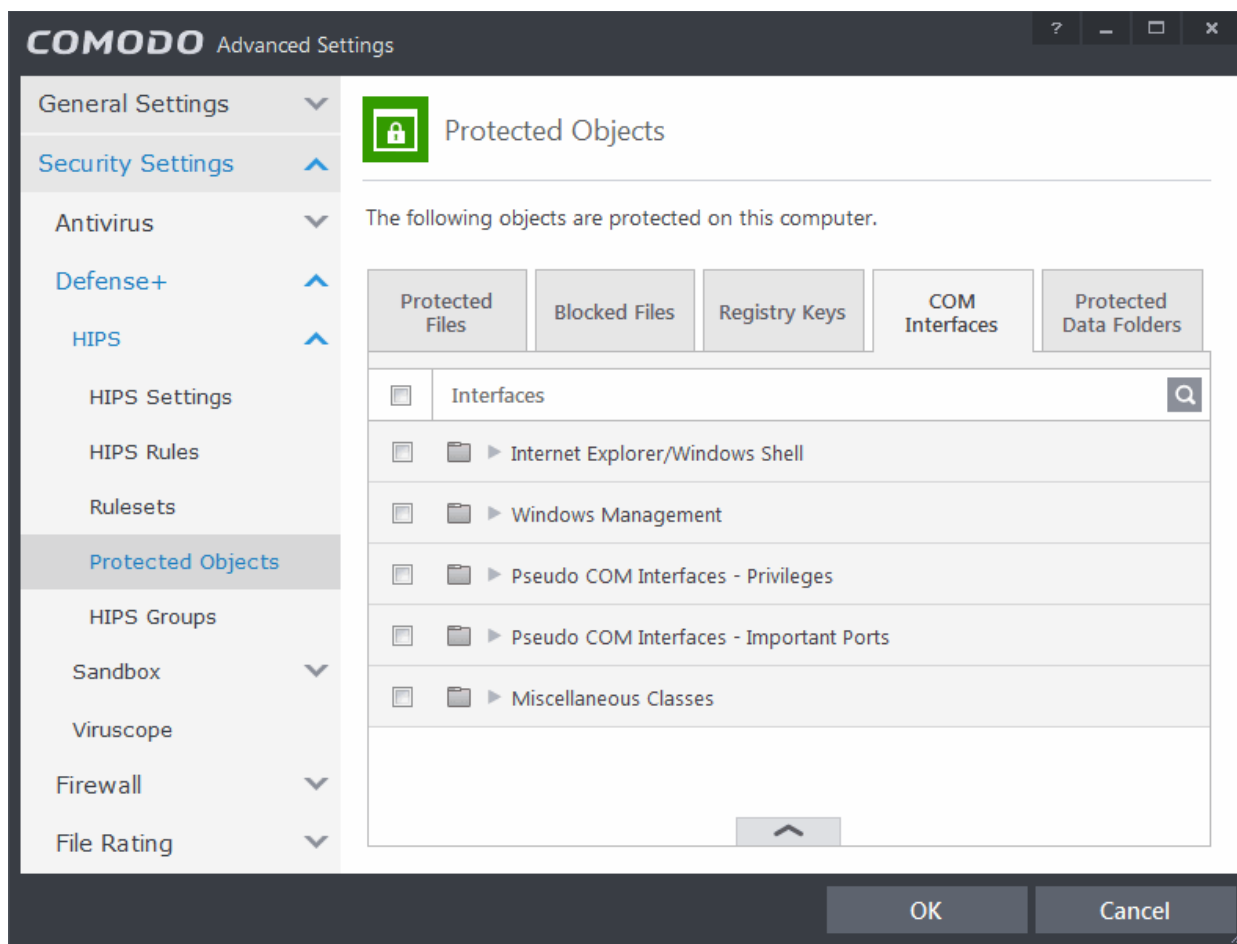 COMODO Advanced Settings
?
General Settings
Security Settings
Antivirus
Defense+
HIPS
HIPS Settings
HIPS Rules
Rulesets
Protected Objects
HIPS Groups
Sandbox
Viruscope
Firewall
File Rating
Protected Objects
The following objects are protected on this computer.
Protected
Files
Blocked Files
Registry Keys
COM
Interfaces
Protected
Data Folders
Interfaces
Internet Explorer/Windows Shell
Windows Management
Pseudo COM Interfaces - Privileges
Pseudo COM Interfaces - Important Ports
Miscellaneous Classes
OK
Cancel